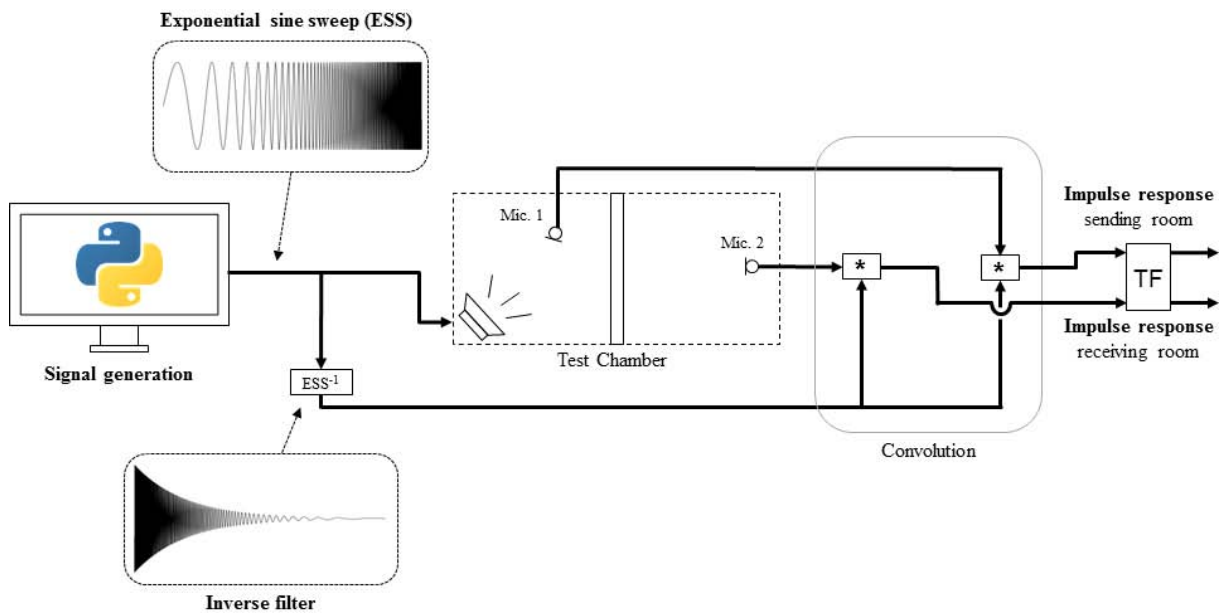 Exponential sine sweep (ESS)
Mic. 1
Mic. 2
Impulse response
sending room
*
*
TF
Impulse response
receiving room
Test Chamber
Signal generation
ESS-1
Convolution
Inverse filter